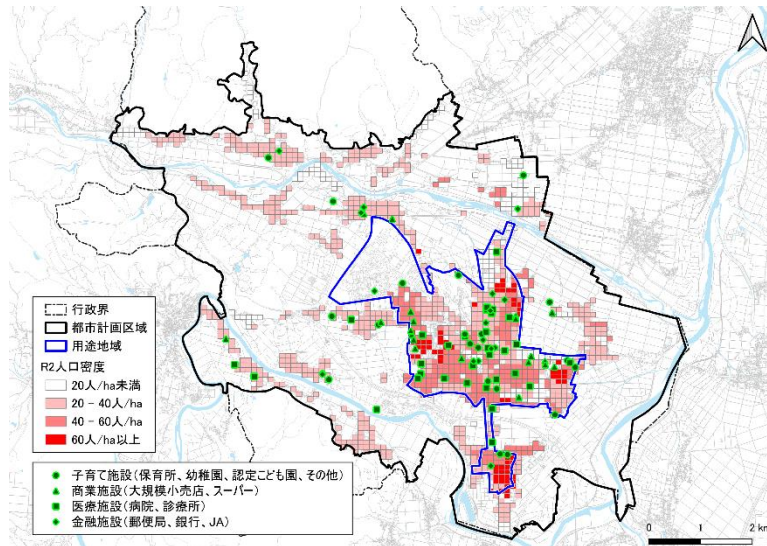 行政界
都市計画区域
用途地域
R2人口密度
20人/ha未満
20 - 40人/ha
40 - 60人/ha
60人/ha以上
子育て施設(保育所、幼稚園、認定こども園、その他)
商業施設(大規模小売店、スーパー)
医療施設(病院、診療所)
金融施設(郵便局、銀行、JA)
0 1 2 km